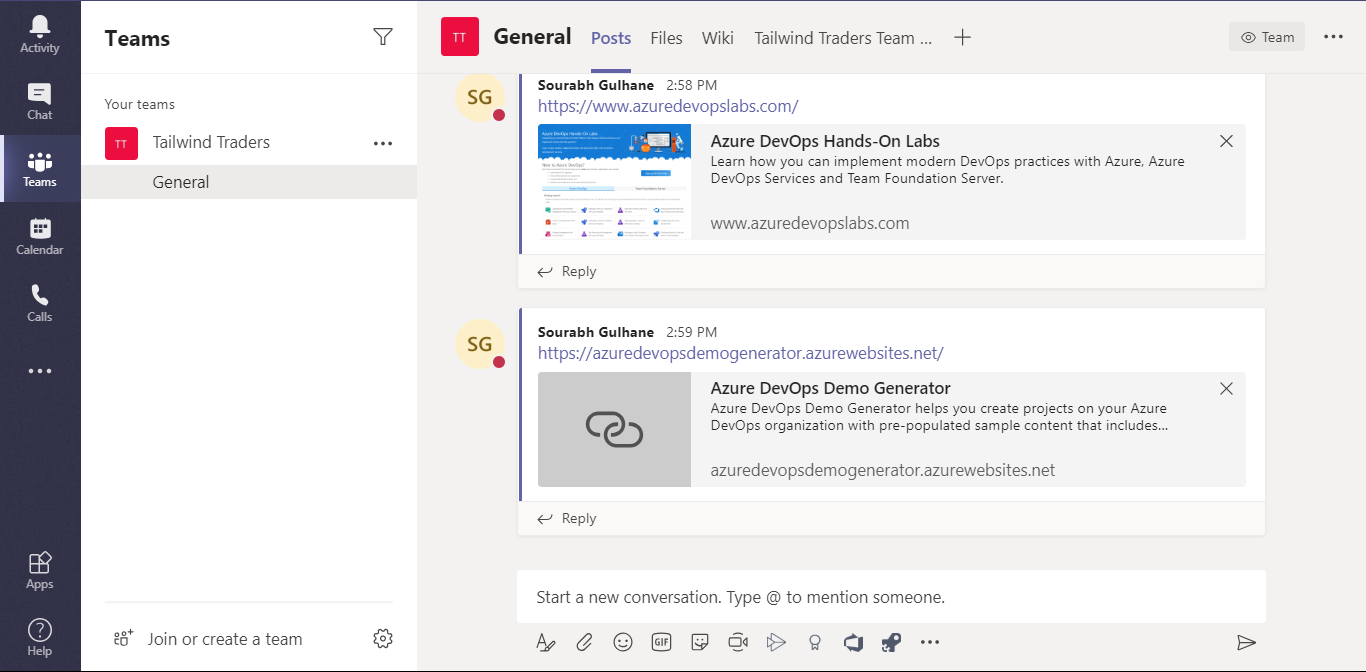 Activity
Chat
Teams
Calendar
Calls
Apps
Help
Teams
Your teams
TT
Tailwind Traders
General
Join or create a team
TT
General
Posts
Files
Wiki
Tailwind Traders Team ...
Team
SG
Sourabh Gulhane 2:58 PM
https://www.azuredevopslabs.com/
Azure DevOps Hands-On Labs
Learn how you can implement modern DevOps practices with Azure, Azure
DevOps Services and Team Foundation Server.
www.azuredevopslabs.com
Reply
SG
Sourabh Gulhane 2:59 PM
https://azuredevopsdemogenerator.azurewebsites.net/
Azure DevOps Demo Generator
Azure DevOps Demo Generator helps you create projects on your Azure
DevOps organization with pre-populated sample content that includes...
azuredevopsdemogenerator.azurewebsites.net
Reply
Start a new conversation. Type @ to mention someone.
GIF